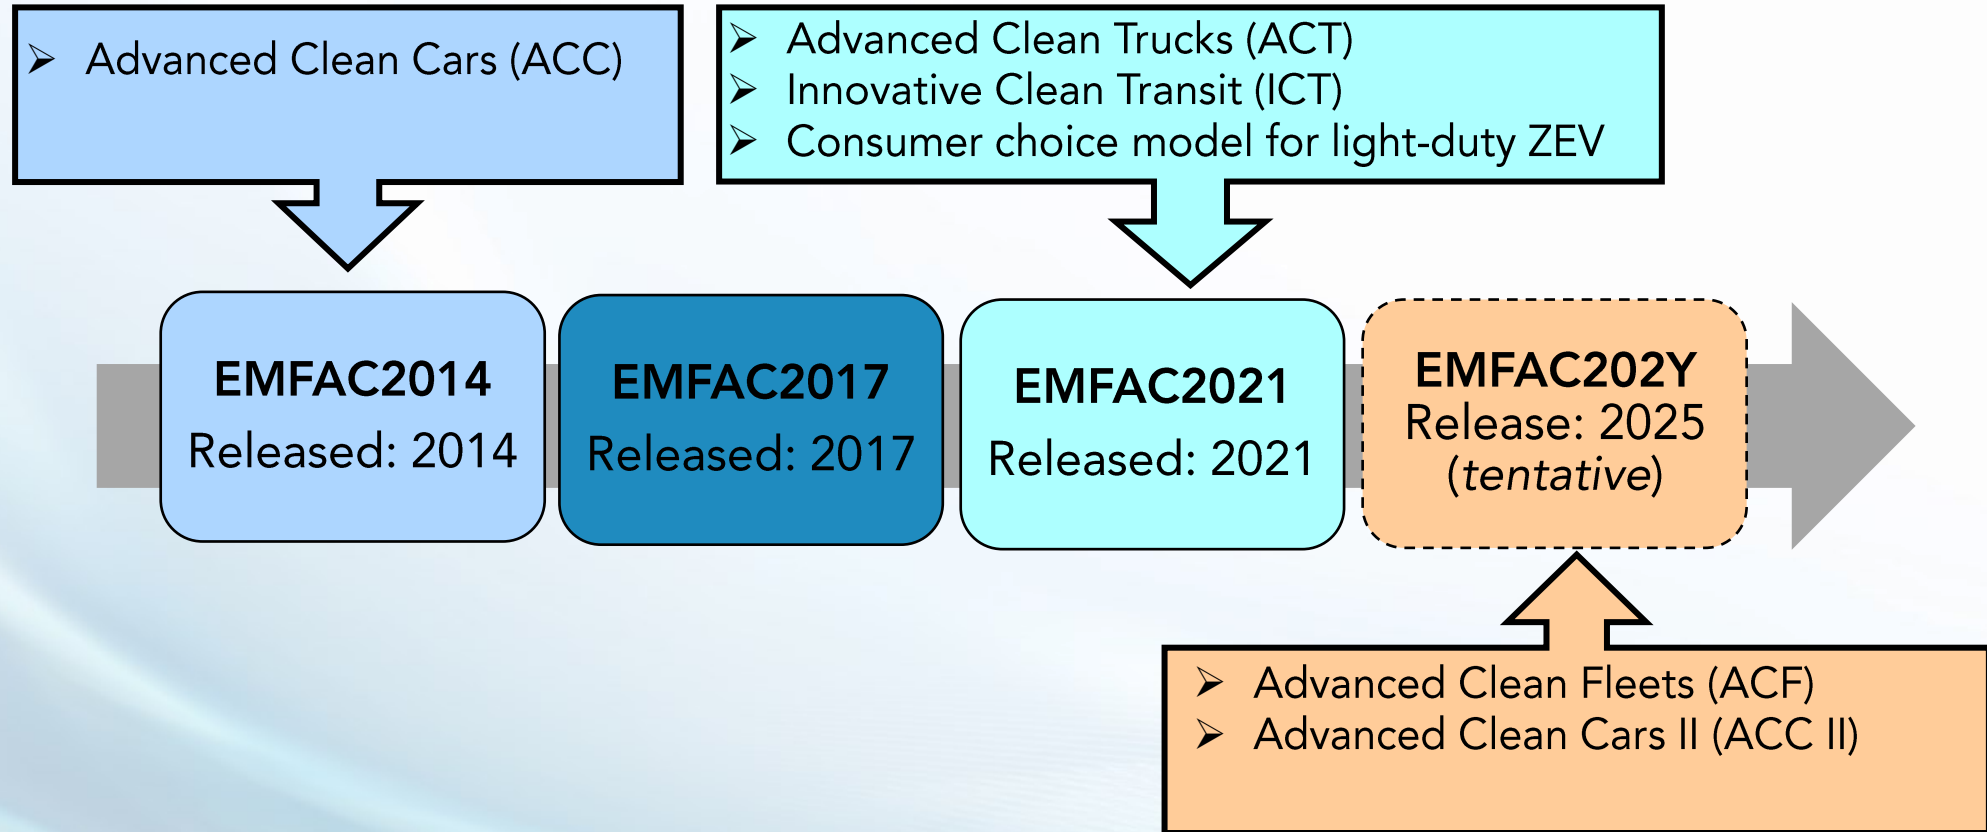 ➢ Advanced Clean Cars (ACC)
➢ Advanced Clean Trucks (ACT)
➢ Innovative Clean Transit (ICT)
➢ Consumer choice model for light-duty ZEV
EMFAC2014
Released: 2014
EMFAC2017
Released: 2017
EMFAC2021
Released: 2021
EMFAC202Y
Release: 2025
(tentative)
➢ Advanced Clean Fleets (ACF)
➢ Advanced Clean Cars II (ACC II)